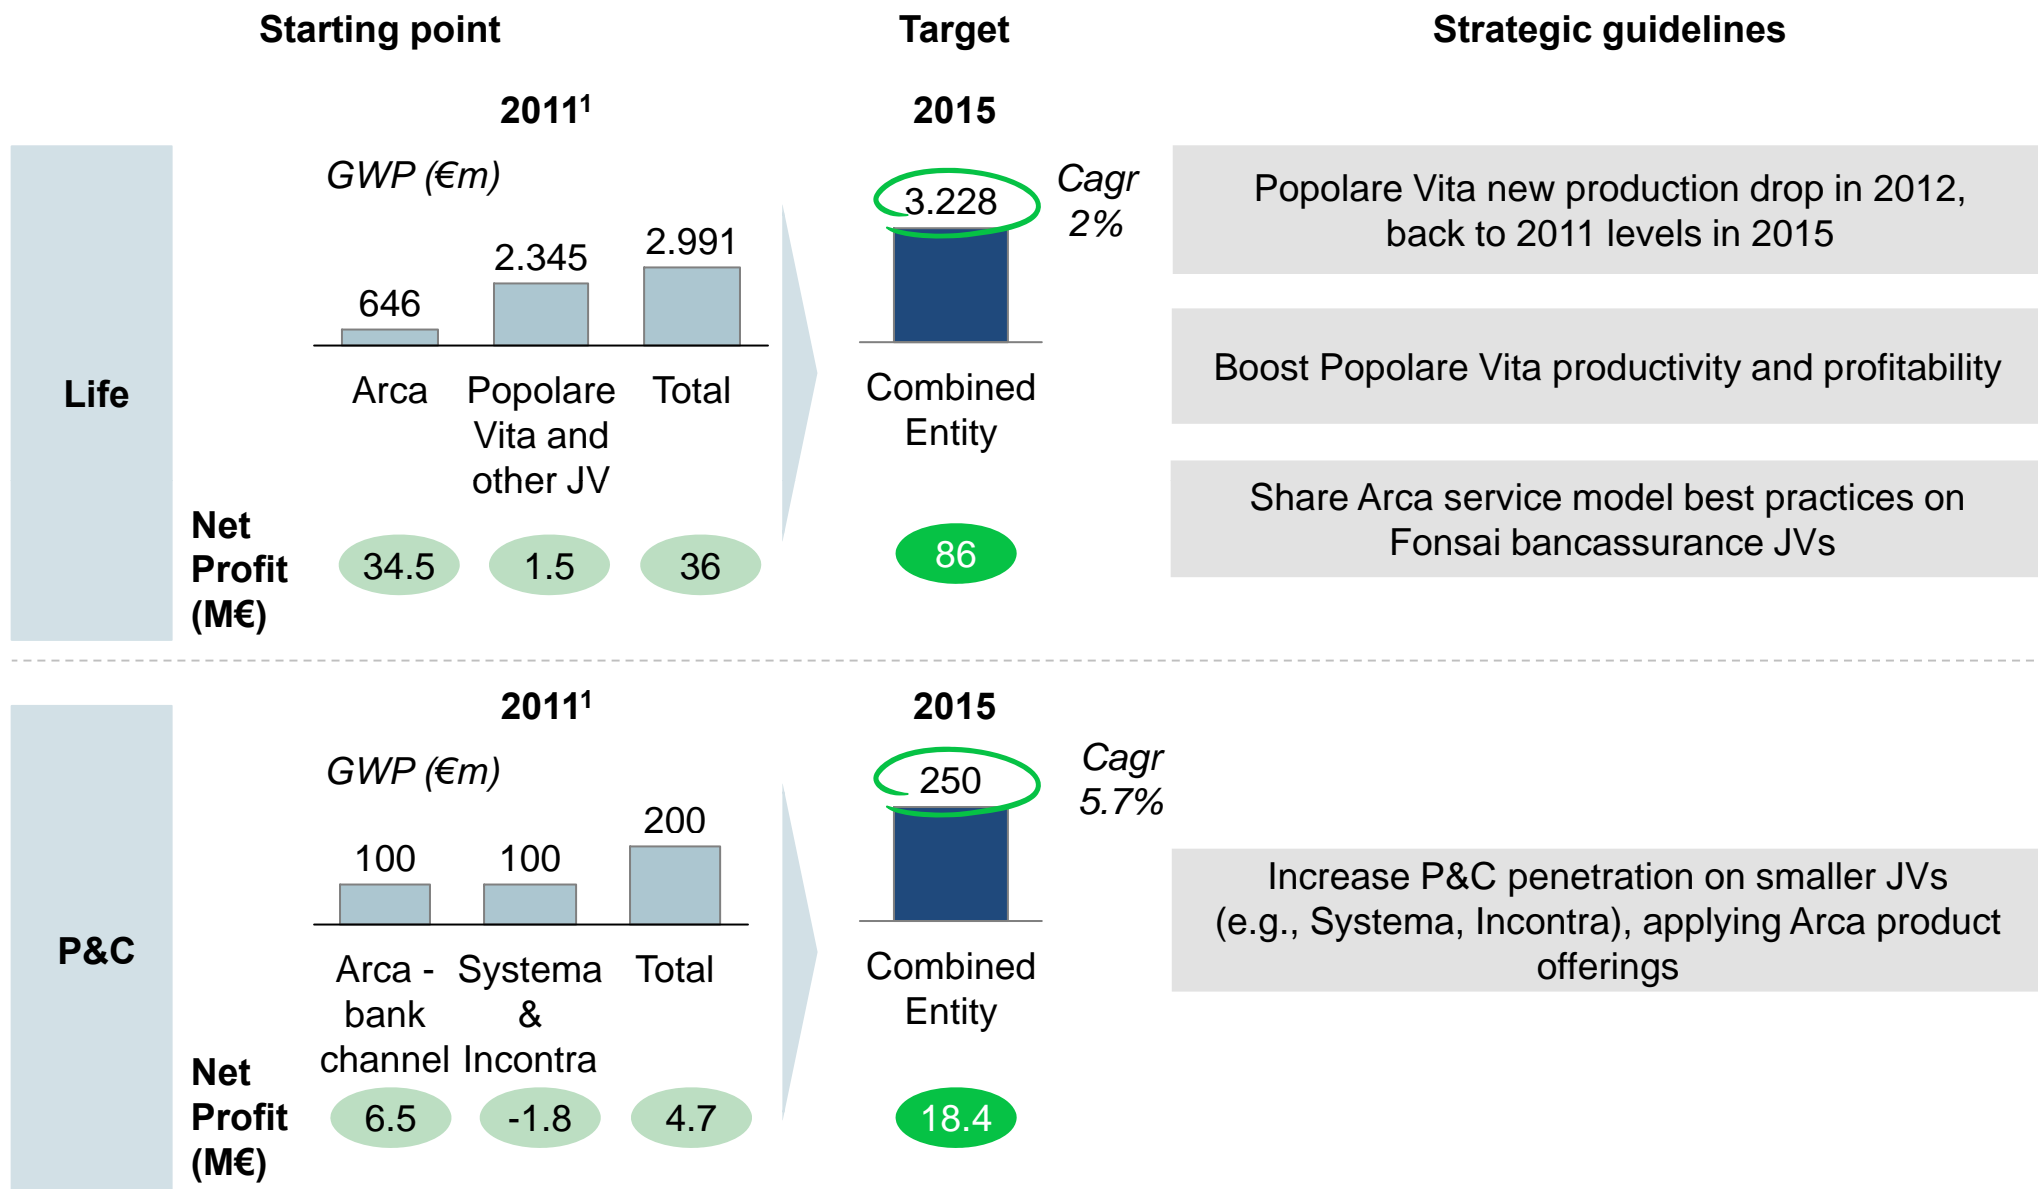 Starting point
Target
Strategic guidelines
2011¹
2015
GWP (€m)
3.228
Cagr
2%
646
2.345
2.991
Arca
Popolare
Vita and
other JV
Total
Combined
Entity
Life
Net
Profit
(M€)
34.5
1.5
36
86
Popolare Vita new production drop in 2012,
back to 2011 levels in 2015
Boost Popolare Vita productivity and profitability
Share Arca service model best practices on
Fonsai bancassurance JVs
2011¹
2015
GWP (€m)
250
Cagr
5.7%
100
100
200
Arca -
bank
channel
Systema
&
Incontra
Total
Combined
Entity
P&C
Net
Profit
(M€)
6.5
-1.8
4.7
18.4
Increase P&C penetration on smaller JVs
(e.g., Systema, Incontra), applying Arca product
offerings